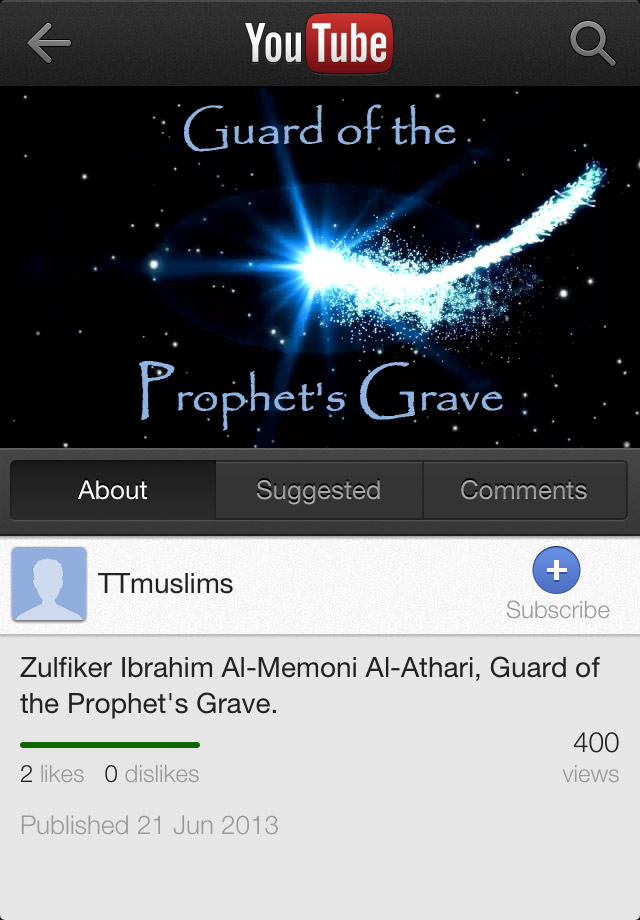 YouTube
Guard of the
Prophet's Grave
About Suggested Comments
TTmuslims
Subscribe
Zulfiker Ibrahim Al-Memoni Al-Athari, Guard of
the Prophet's Grave.
400
2 likes 0 dislikes views
Published 21 Jun 2013